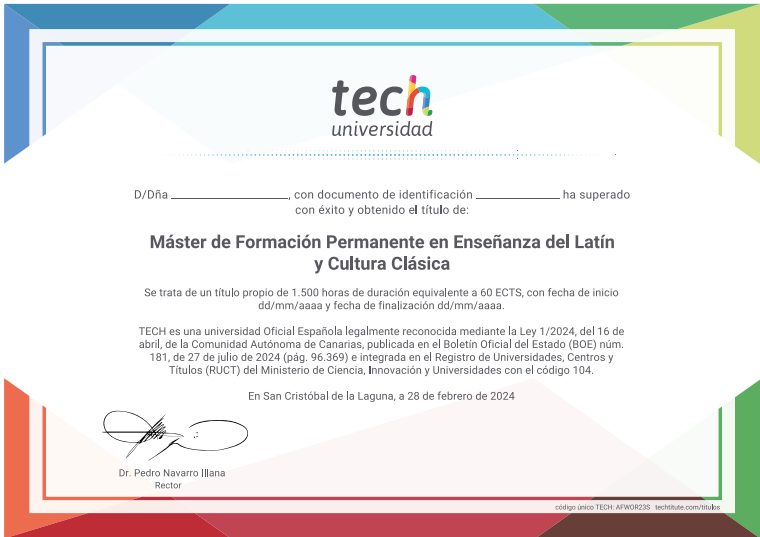 tech
universidad
D/Dña ____________________, con documento de identificación ______________ ha superado
con éxito y obtenido el título de:
Máster de Formación Permanente en Enseñanza del Latín
y Cultura Clásica
Se trata de un título propio de 1.500 horas de duración equivalente a 60 ECTS, con fecha de inicio
dd/mm/aaaa y fecha de finalización dd/mm/aaaa.
TECH es una universidad Oficial Española legalmente reconocida mediante la Ley 1/2024, del 16 de
abril, de la Comunidad Autónoma de Canarias, publicada en el Boletín Oficial del Estado (BOE) núm.
181, de 27 de julio de 2024 (pág. 96.369) e integrada en el Registro de Universidades, Centros y
Títulos (RUCT) del Ministerio de Ciencia, Innovación y Universidades con el código 104.
En San Cristóbal de la Laguna, a 28 de febrero de 2024
Dr. Pedro Navarro Illana
Rector
código único TECH: AFWOR23S techtitute.com/titulos